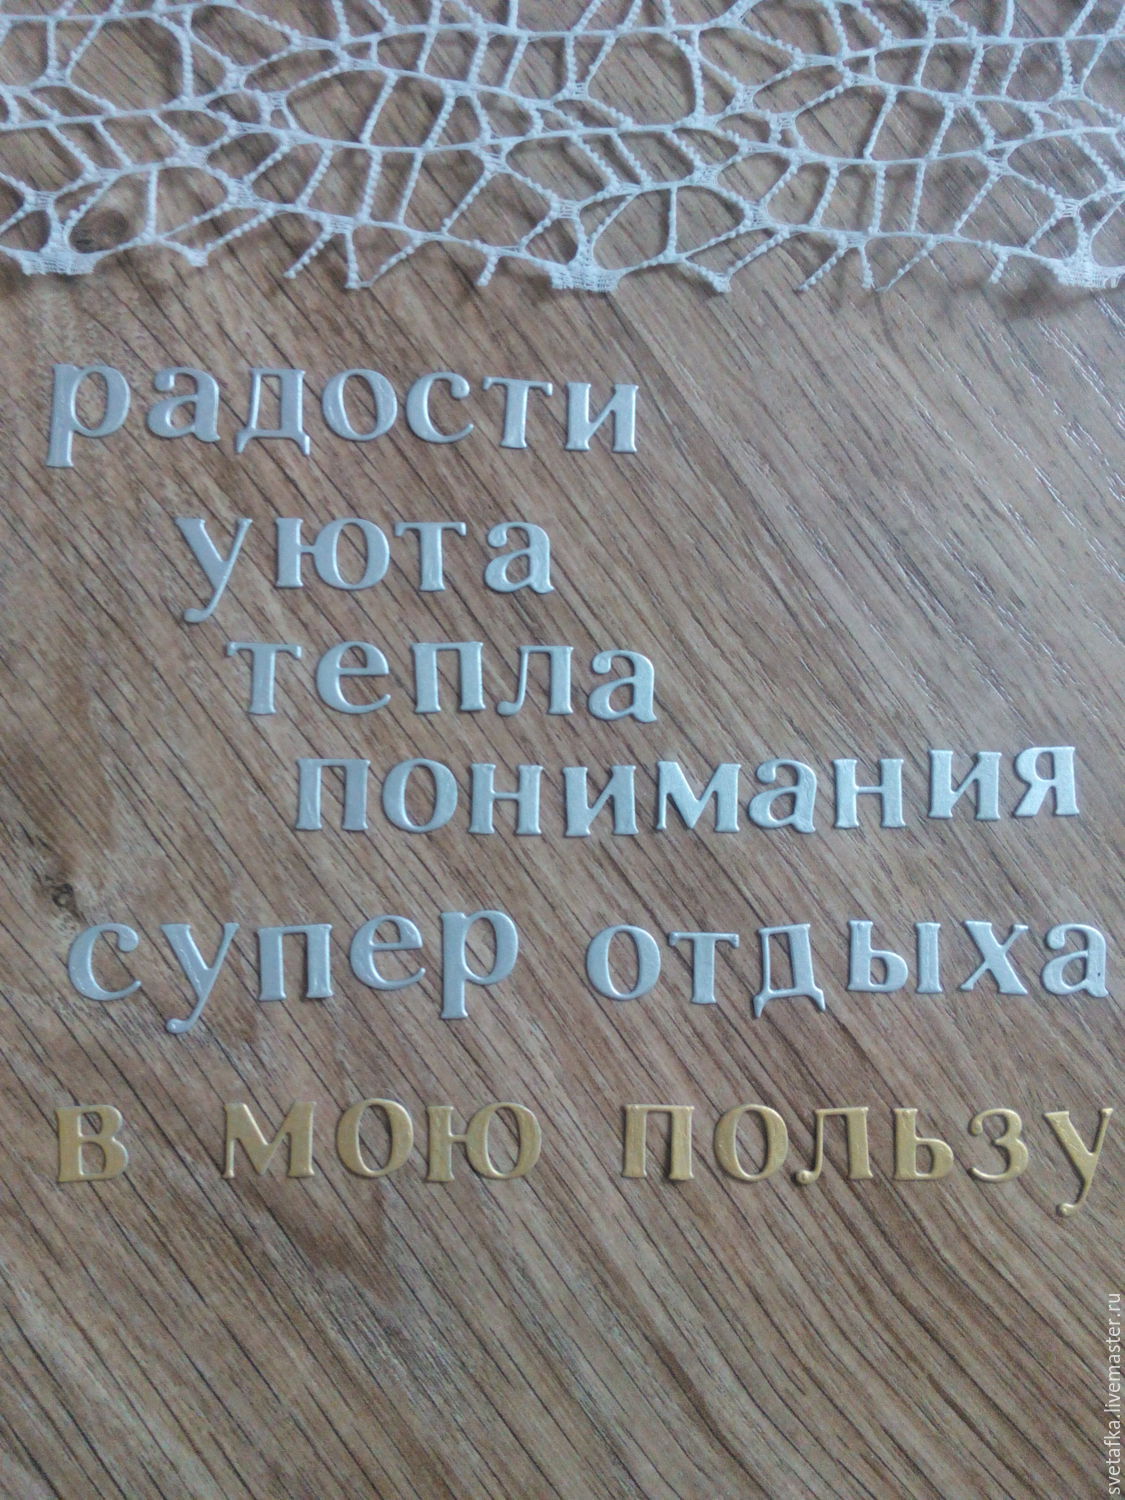 радости
уюта
тепла
понимания
супер отдыха
в мою пользу
svetafka.livemaster.ru